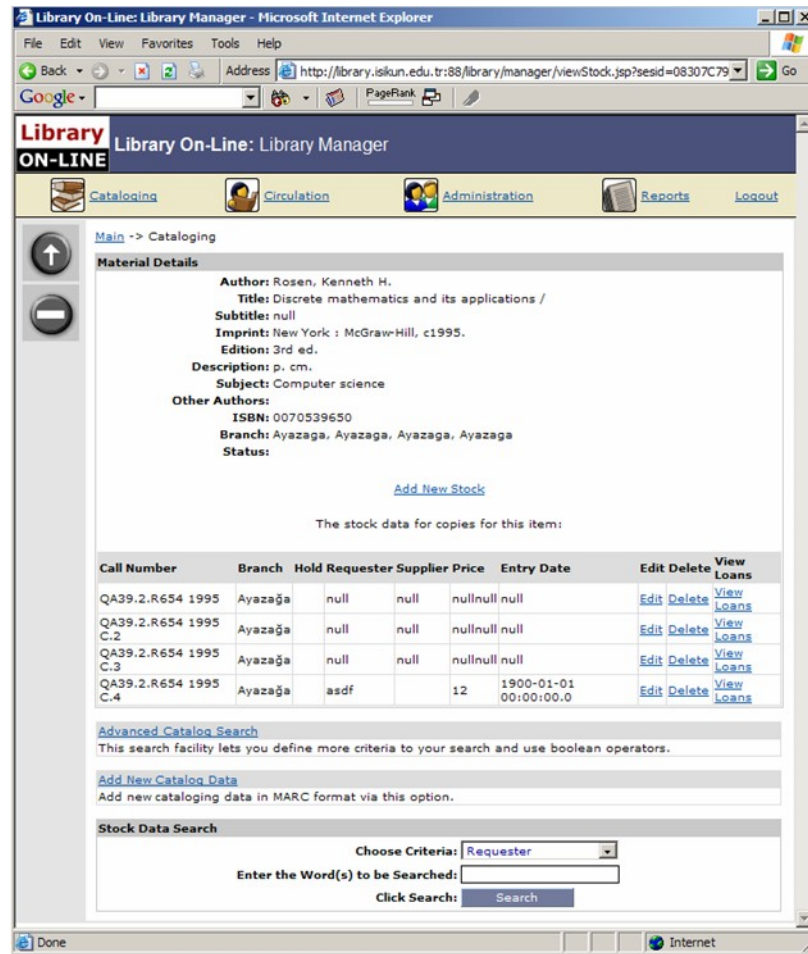 Library On-Line: Library Manager - Microsoft Internet Explorer
File Edit View Favorites Tools Help
Back Address http://library.isikun.edu.tr:88/library/manager/viewStock.jsp?sesid=08307C79 Go
Google PageRank
Library ON-LINE
Library On-Line: Library Manager
Cataloging Circulation Administration Reports Logout
Main -> Cataloging
Material Details
Author: Rosen, Kenneth H.
Title: Discrete mathematics and its applications /
Subtitle: null
Imprint: New York : McGraw-Hill, c1995.
Edition: 3rd ed.
Description: p. cm.
Subject: Computer science
Other Authors:
ISBN: 0070539650
Branch: Ayazaga, Ayazaga, Ayazaga, Ayazaga
Status:
Add New Stock
The stock data for copies for this item:
Call Number Branch Hold Requester Supplier Price Entry Date Edit Delete View Loans
QA39.2.R654 1995 Ayazağa null null nullnull null Edit Delete View Loans
QA39.2.R654 1995 C.2 Ayazağa null null nullnull null Edit Delete View Loans
QA39.2.R654 1995 C.3 Ayazağa null null nullnull null Edit Delete View Loans
QA39.2.R654 1995 C.4 Ayazağa asdf 12 1900-01-01 00:00:00.0 Edit Delete View Loans
Advanced Catalog Search
This search facility lets you define more criteria to your search and use boolean operators.
Add New Catalog Data
Add new cataloging data in MARC format via this option.
Stock Data Search
Choose Criteria: Requester
Enter the Word(s) to be Searched:
Click Search: Search
Done Internet